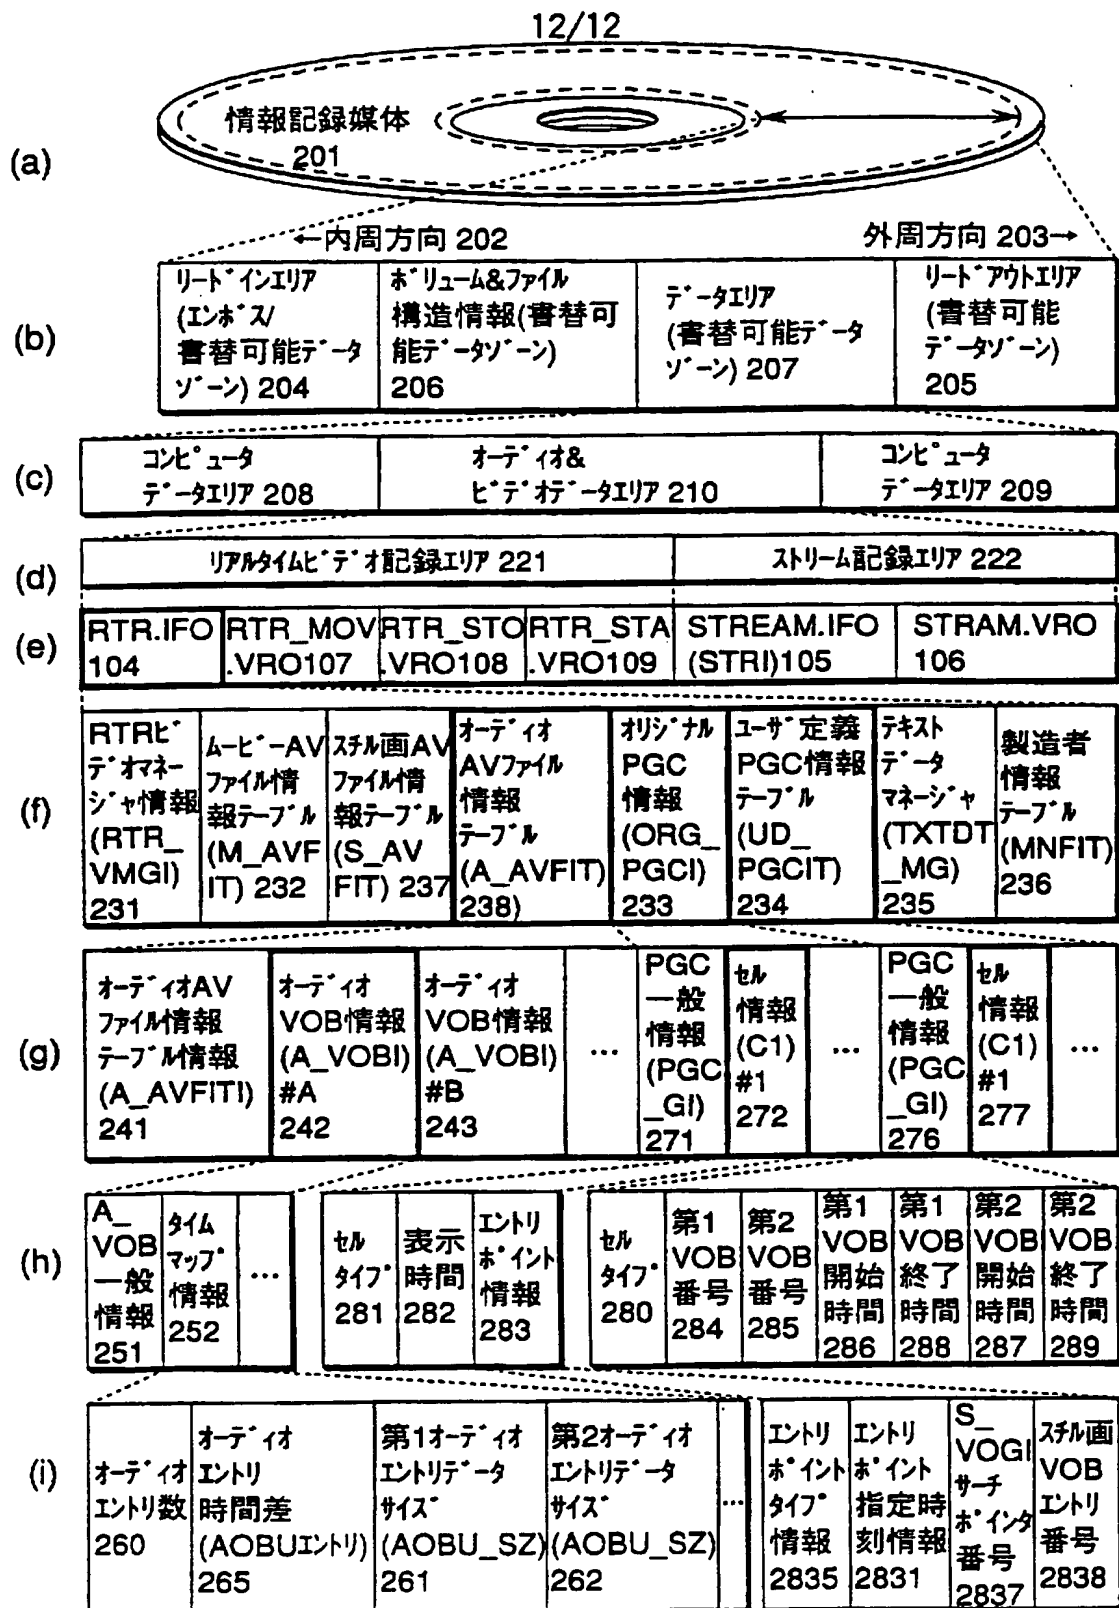 12/12
(a)
情報記録媒体
201
←内周方向 202
外周方向 203→
(b)
リードインエリア
(エンボス/
書替可能データ
ゾーン) 204
ボリューム&ファイル
構造情報(書替可
能データゾーン)
206
データエリア
(書替可能データ
ゾーン) 207
リードアウトエリア
(書替可能
データゾーン)
205
(c)
コンピュータ
データエリア 208
オーディオ&
ビデオデータエリア 210
コンピュータ
データエリア 209
(d)
リアルタイムビデオ記録エリア 221
ストリーム記録エリア 222
(e)
RTR.IFO
104
RTR_MOV
.VRO107
RTR_STO
.VRO108
RTR_STA
.VRO109
STREAM.IFO
(STRI)105
STRAM.VRO
106
(f)
RTRビ
デオマネー
ジャ情報
(RTR_
VMGI)
231
ムービーAV
ファイル情
報テーブル
(M_AVF
IT) 232
スチル画AV
ファイル情
報テーブル
(S_AV
FIT) 237
オーディオ
AVファイル
情報
テーブル
(A_AVFIT)
238)
オリジナル
PGC
情報
(ORG_
PGCI)
233
ユーザ定義
PGC情報
テーブル
(UD_
PGCIT)
234
テキスト
データ
マネージャ
(TXTDT
_MG)
235
製造者
情報
テーブル
(MNFIT)
236
(g)
オーディオAV
ファイル情報
テーブル情報
(A_AVFITI)
241
オーディオ
VOB情報
(A_VOBI)
#A
242
オーディオ
VOB情報
(A_VOBI)
#B
243
…
PGC
一般
情報
(PGC
_GI)
271
セル
情報
(C1)
#1
272
…
PGC
一般
情報
(PGC
_GI)
276
セル
情報
(C1)
#1
277
…
(h)
A_
VOB
一般
情報
251
タイム
マップ
情報
252
…
セル
タイプ
281
表示
時間
282
エントリ
ポイント
情報
283
セル
タイプ
280
第1
VOB
番号
284
第2
VOB
番号
285
第1
VOB
開始
時間
286
第1
VOB
終了
時間
288
第2
VOB
開始
時間
287
第2
VOB
終了
時間
289
(i)
オーディオ
エントリ数
260
オーディオ
エントリ
時間差
(AOBUエントリ)
265
第1オーディオ
エントリデータ
サイズ
(AOBU_SZ)
261
第2オーディオ
エントリデータ
サイズ
(AOBU_SZ)
262
…
エントリ
ポイント
タイプ
情報
2835
エントリ
ポイント
指定時
刻情報
2831
S_
VOGI
サーチ
ポインタ
番号
2837
スチル画
VOB
エントリ
番号
2838